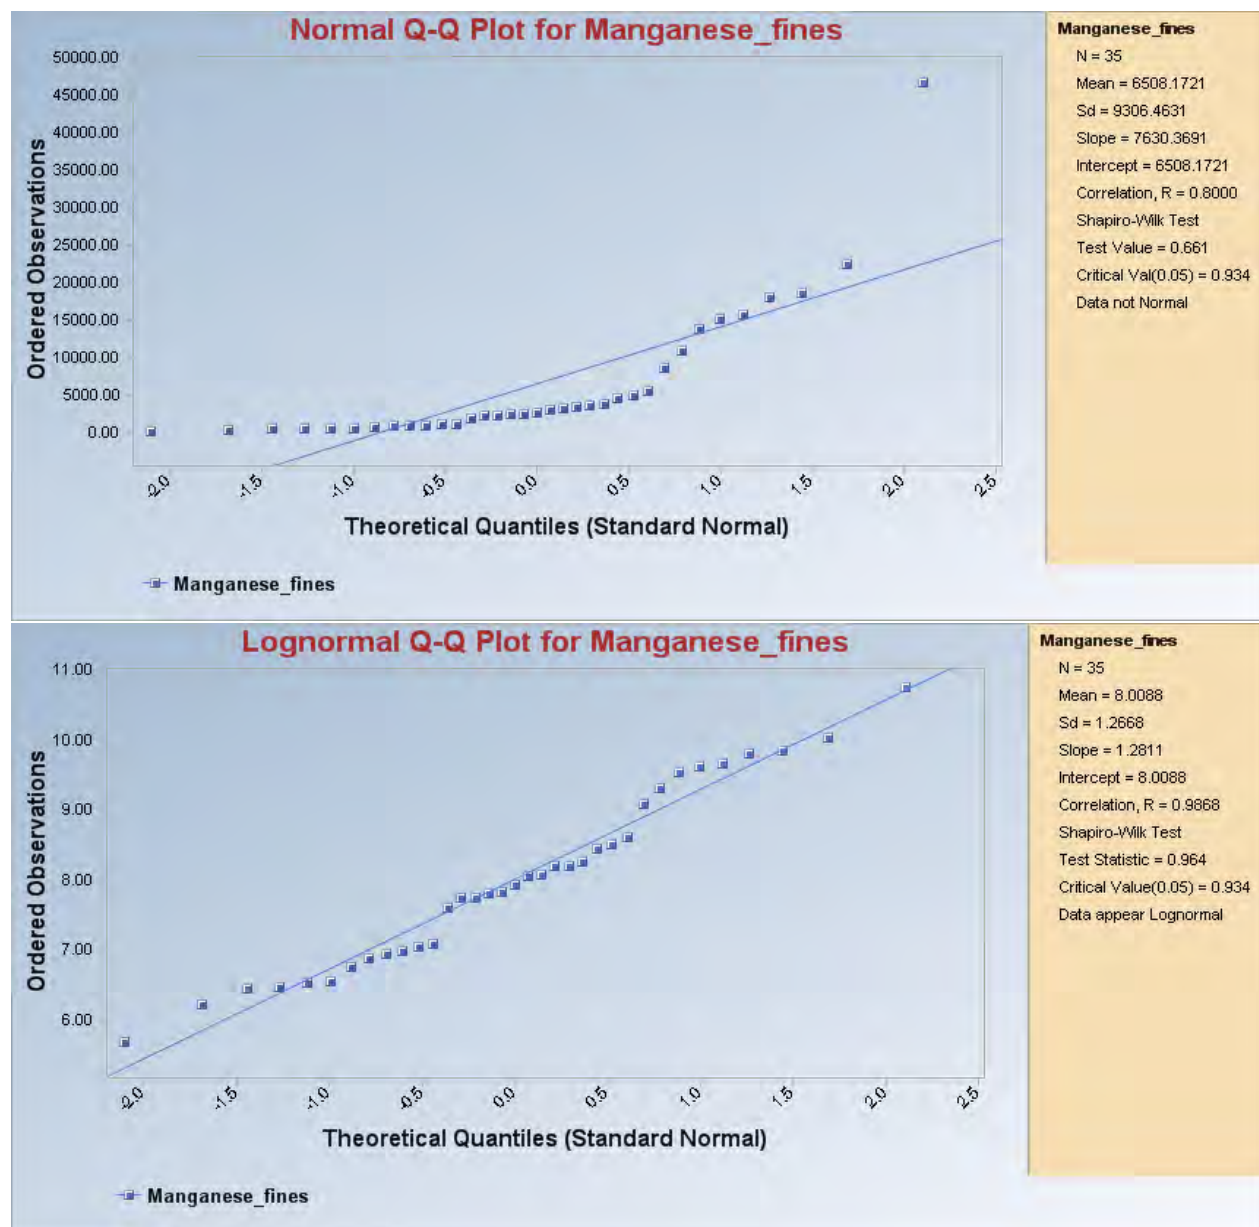 Normal Q-Q Plot for Manganese_fines
50000.00
45000.00
40000.00
35000.00
30000.00
25000.00
20000.00
15000.00
10000.00
5000.00
0.00
Ordered Observations
-2.0 -1.5 -1.0 -0.5 0.0 0.5 1.0 1.5 2.0 2.5
Theoretical Quantiles (Standard Normal)
Manganese_fines
Manganese_fines
N = 35
Mean = 6508.1721
Sd = 9306.4631
Slope = 7630.3691
Intercept = 6508.1721
Correlation, R = 0.8000
Shapiro-Wilk Test
Test Value = 0.661
Critical Val(0.05) = 0.934
Data not Normal
Lognormal Q-Q Plot for Manganese_fines
11.00
10.00
9.00
8.00
7.00
6.00
Ordered Observations
-2.0 -1.5 -1.0 -0.5 0.0 0.5 1.0 1.5 2.0 2.5
Theoretical Quantiles (Standard Normal)
Manganese_fines
Manganese_fines
N = 35
Mean = 8.0088
Sd = 1.2668
Slope = 1.2811
Intercept = 8.0088
Correlation, R = 0.9868
Shapiro-Wilk Test
Test Statistic = 0.964
Critical Value(0.05) = 0.934
Data appear Lognormal